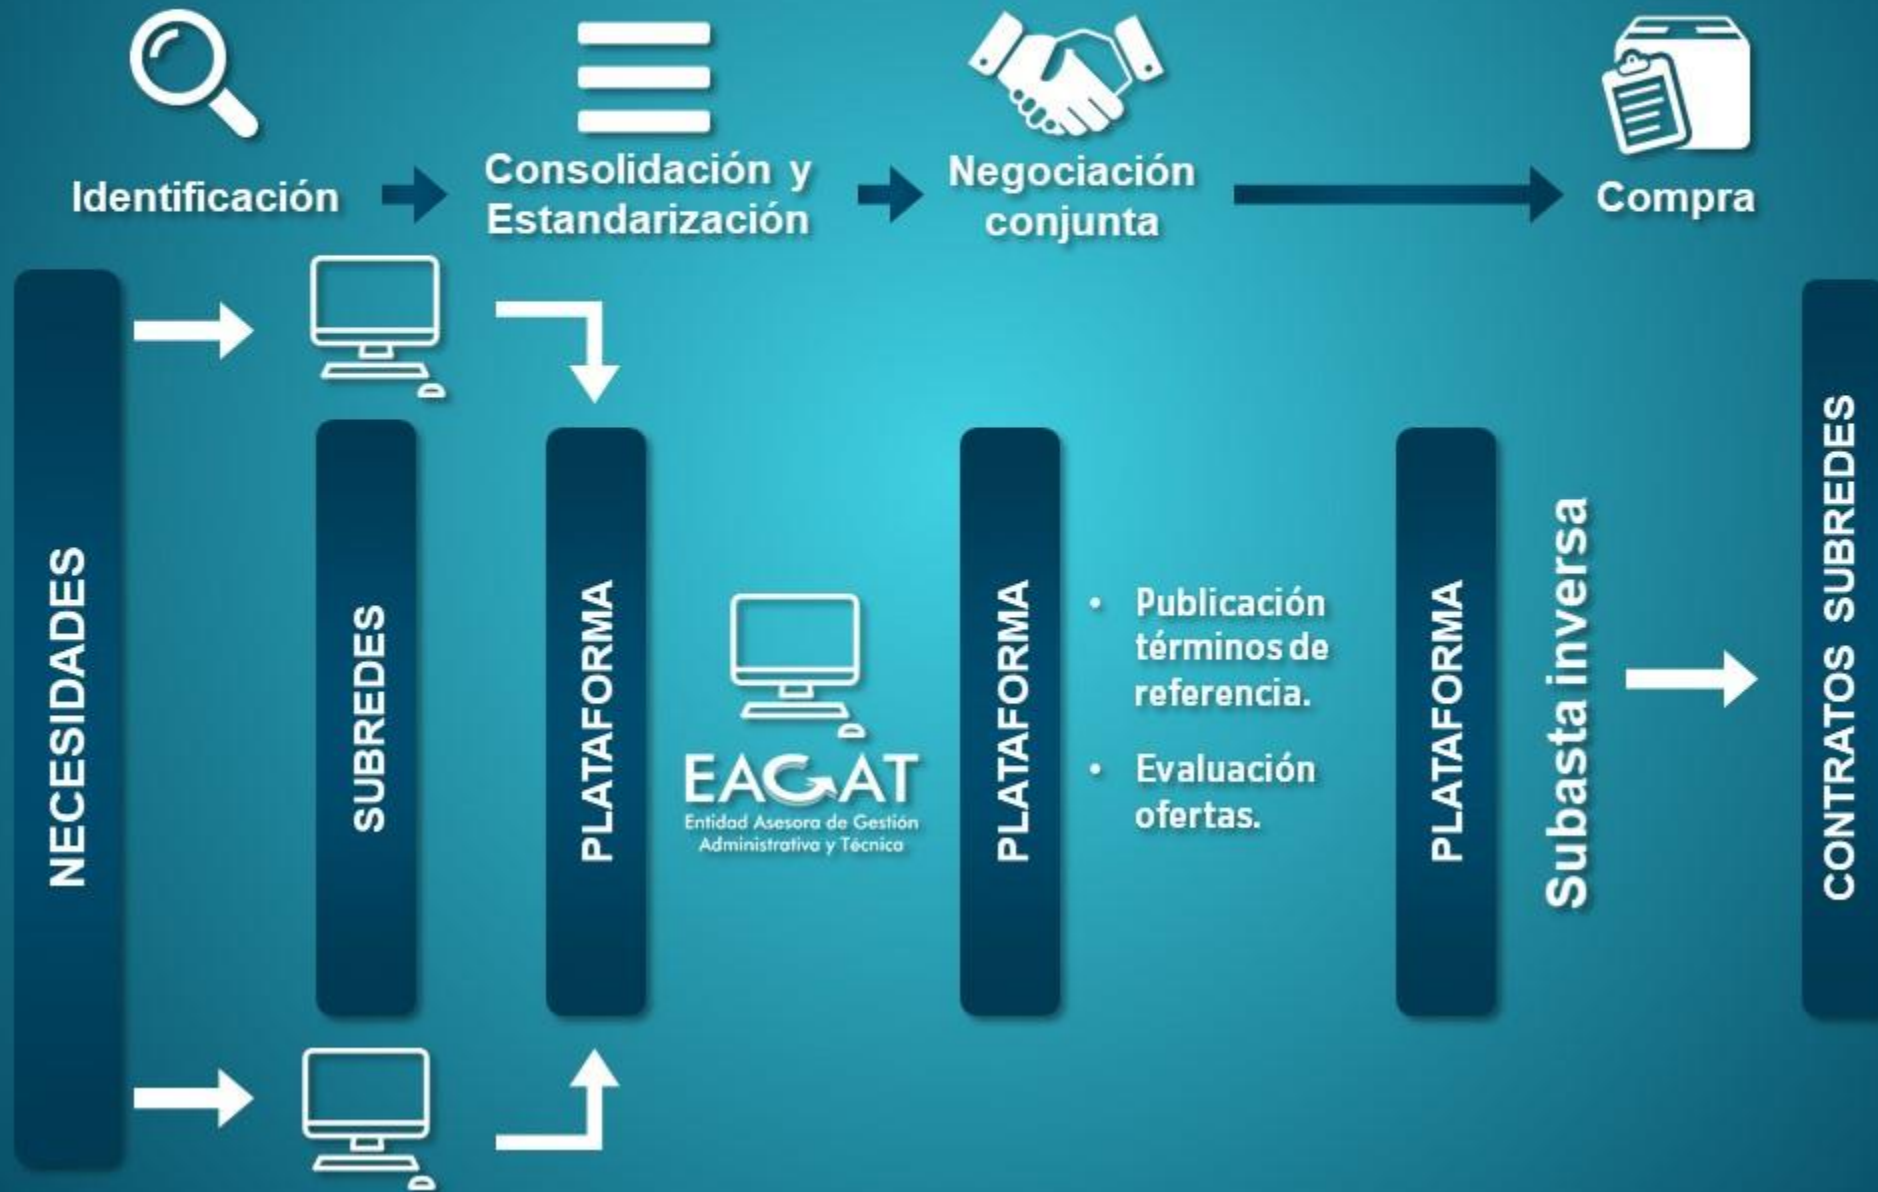 Identificación
Consolidación y
Estandarización
Negociación
conjunta
Compra
NECESIDADES
SUBREDES
PLATAFORMA
EAGAT
Entidad Asesora de Gestión
Administrativa y Técnica
PLATAFORMA
• Publicación
términos de
referencia.
• Evaluación
ofertas.
PLATAFORMA
Subasta inversa
CONTRATOS SUBREDES